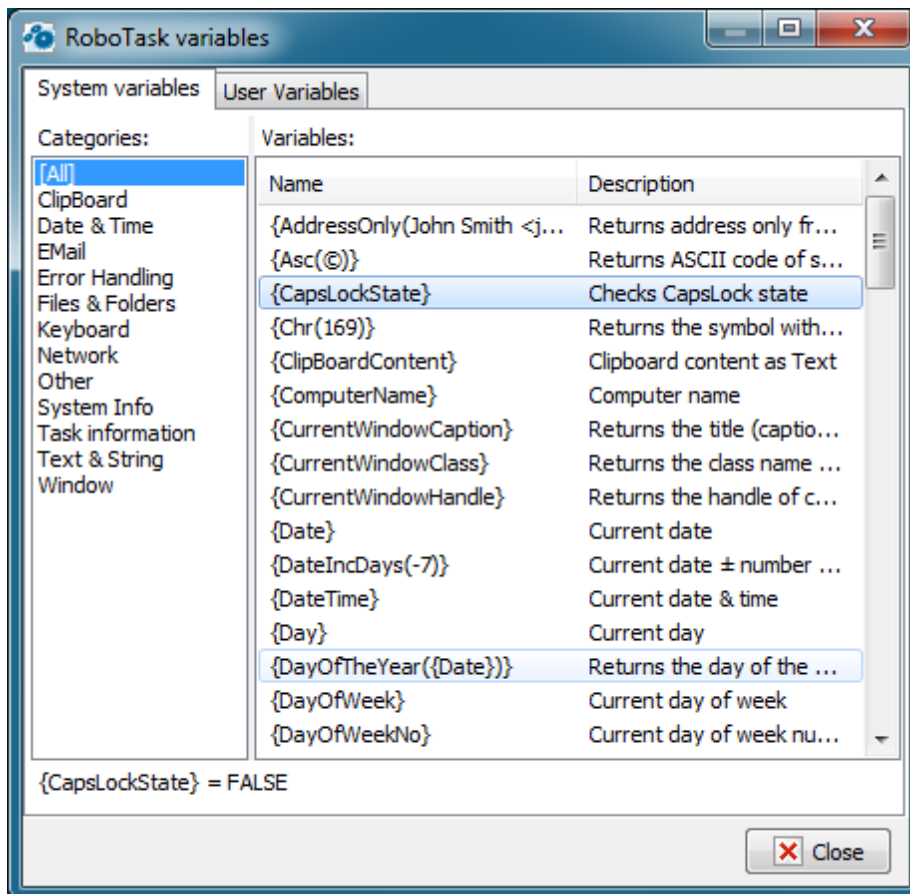 RoboTask variables
System variables User Variables
Categories:
[All]
ClipBoard
Date & Time
EMail
Error Handling
Files & Folders
Keyboard
Network
Other
System Info
Task information
Text & String
Window
Variables:
Name Description
{AddressOnly(John Smith <j... Returns address only fr...
{Asc(©)} Returns ASCII code of s...
{CapsLockState} Checks CapsLock state
{Chr(169)} Returns the symbol with...
{ClipBoardContent} Clipboard content as Text
{ComputerName} Computer name
{CurrentWindowCaption} Returns the title (captio...
{CurrentWindowClass} Returns the class name ...
{CurrentWindowHandle} Returns the handle of c...
{Date} Current date
{DateIncDays(-7)} Current date ± number ...
{DateTime} Current date & time
{Day} Current day
{DayOfTheYear({Date})} Returns the day of the ...
{DayOfWeek} Current day of week
{DayOfWeekNo} Current day of week nu...
{CapsLockState} = FALSE
Close